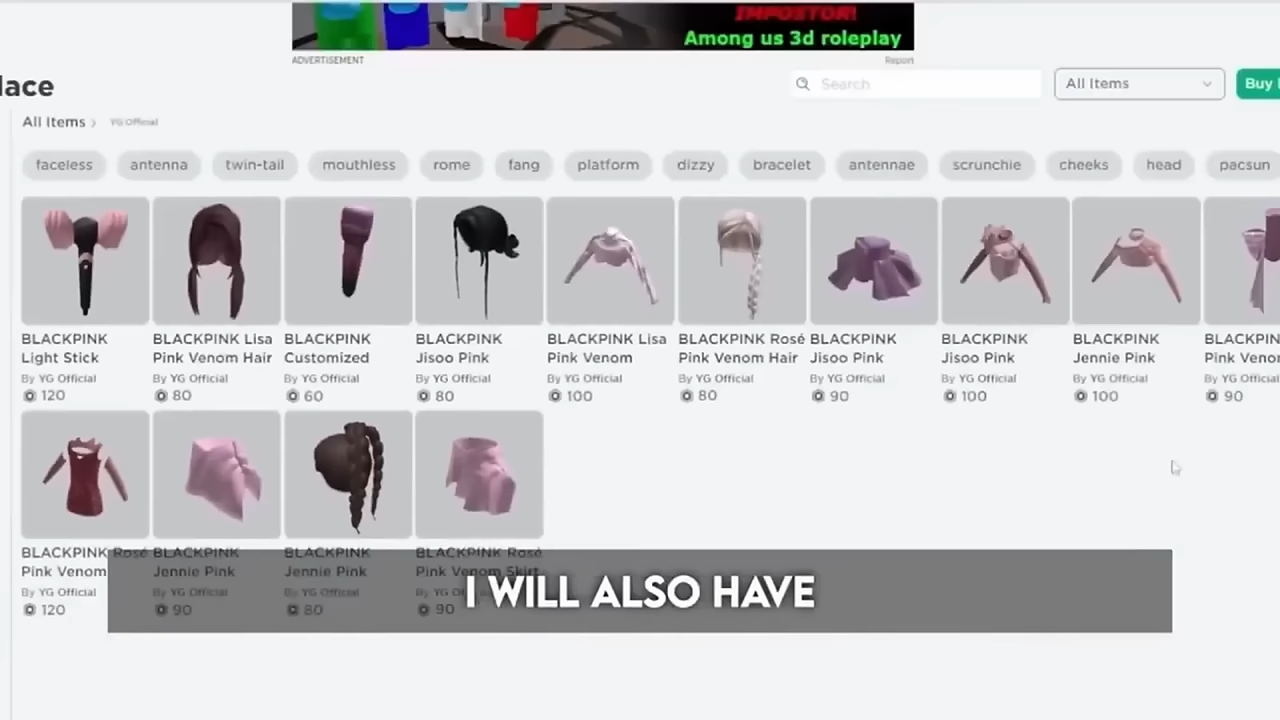 IMPOSTOR!
Among us 3d roleplay
ADVERTISEMENT
Report
lace
Search
All Items
Buy
All Items
YG Official
faceless
antenna
twin-tail
mouthless
rome
fang
platform
dizzy
bracelet
antennae
scrunchie
cheeks
head
pacsun
BLACKPINK
Light Stick
By YG Official
120
BLACKPINK Lisa
Pink Venom Hair
By YG Official
80
BLACKPINK
Customized
By YG Official
60
BLACKPINK
Jisoo Pink
By YG Official
80
BLACKPINK Lisa
Pink Venom
By YG Official
100
BLACKPINK Rosé
Pink Venom Hair
By YG Official
80
BLACKPINK
Jisoo Pink
By YG Official
90
BLACKPINK
Jisoo Pink
By YG Official
100
BLACKPINK
Jennie Pink
By YG Official
100
BLACKPIN
Pink Veno
By YG Official
90
BLACKPINK Rosé
Pink Venom
By YG Official
120
BLACKPINK
Jennie Pink
By YG Official
90
BLACKPINK
Jennie Pink
By YG Official
80
BLACKPINK Rosé
Pink Venom Skirt
By YG Of
90
I WILL ALSO HAVE